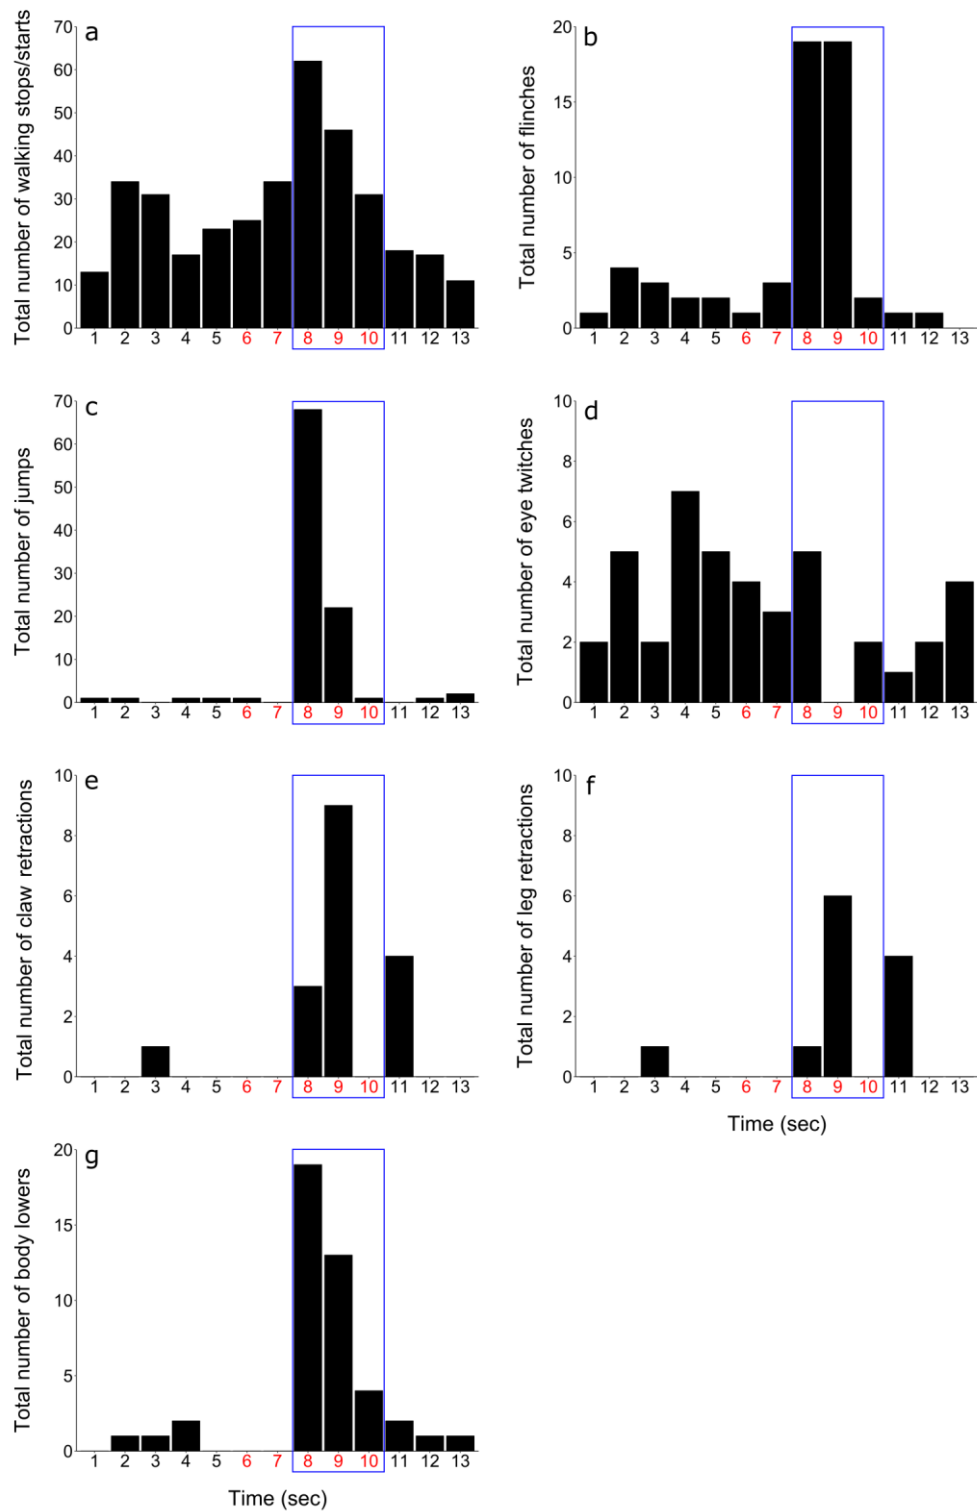 a
Total number of walking stops/starts
70
60
50
40
30
20
10
0
1 2 3 4 5 6 7 8 9 10 11 12 13
b
Total number of flinches
20
15
10
5
0
1 2 3 4 5 6 7 8 9 10 11 12 13
c
Total number of jumps
70
60
50
40
30
20
10
0
1 2 3 4 5 6 7 8 9 10 11 12 13
d
Total number of eye twitches
10
8
6
4
2
0
1 2 3 4 5 6 7 8 9 10 11 12 13
e
Total number of claw retractions
10
8
6
4
2
0
1 2 3 4 5 6 7 8 9 10 11 12 13
f
Total number of leg retractions
10
8
6
4
2
0
1 2 3 4 5 6 7 8 9 10 11 12 13
Time (sec)
g
Total number of body lowers
20
15
10
5
0
1 2 3 4 5 6 7 8 9 10 11 12 13
Time (sec)